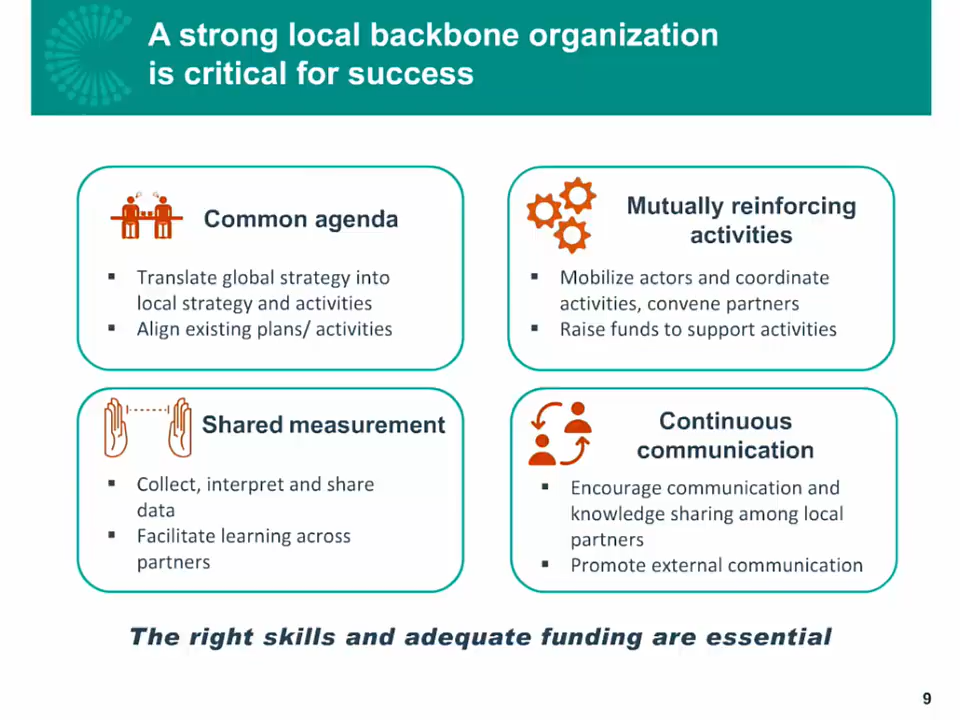 A strong local backbone organization
is critical for success
Common agenda
▪ Translate global strategy into
local strategy and activities
▪ Align existing plans/ activities
Mutually reinforcing
activities
▪ Mobilize actors and coordinate
activities, convene partners
▪ Raise funds to support activities
Shared measurement
▪ Collect, interpret and share
data
▪ Facilitate learning across
partners
Continuous
communication
▪ Encourage communication and
knowledge sharing among local
partners
▪ Promote external communication
The right skills and adequate funding are essential
9